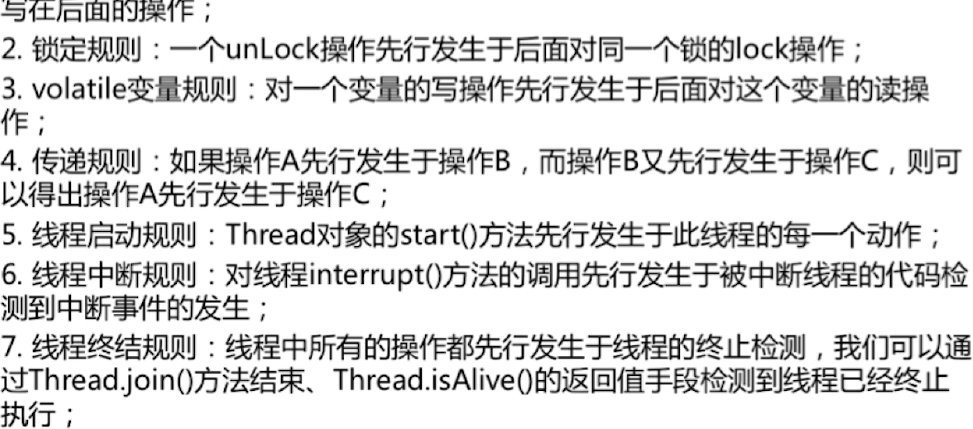 写在后面的操作；
2. 锁定规则：一个unLock操作先行发生于后面对同一个锁的lock操作；
3. volatile变量规则：对一个变量的写操作先行发生于后面对这个变量的读操
作；
4. 传递规则：如果操作A先行发生于操作B，而操作B又先行发生于操作C，则可
以得出操作A先行发生于操作C；
5. 线程启动规则：Thread对象的start()方法先行发生于此线程的每一个动作；
6. 线程中断规则：对线程interrupt()方法的调用先行发生于被中断线程的代码检
测到中断事件的发生；
7. 线程终结规则：线程中所有的操作都先行发生于线程的终止检测，我们可以通
过Thread.join()方法结束、Thread.isAlive()的返回值手段检测到线程已经终止
执行；